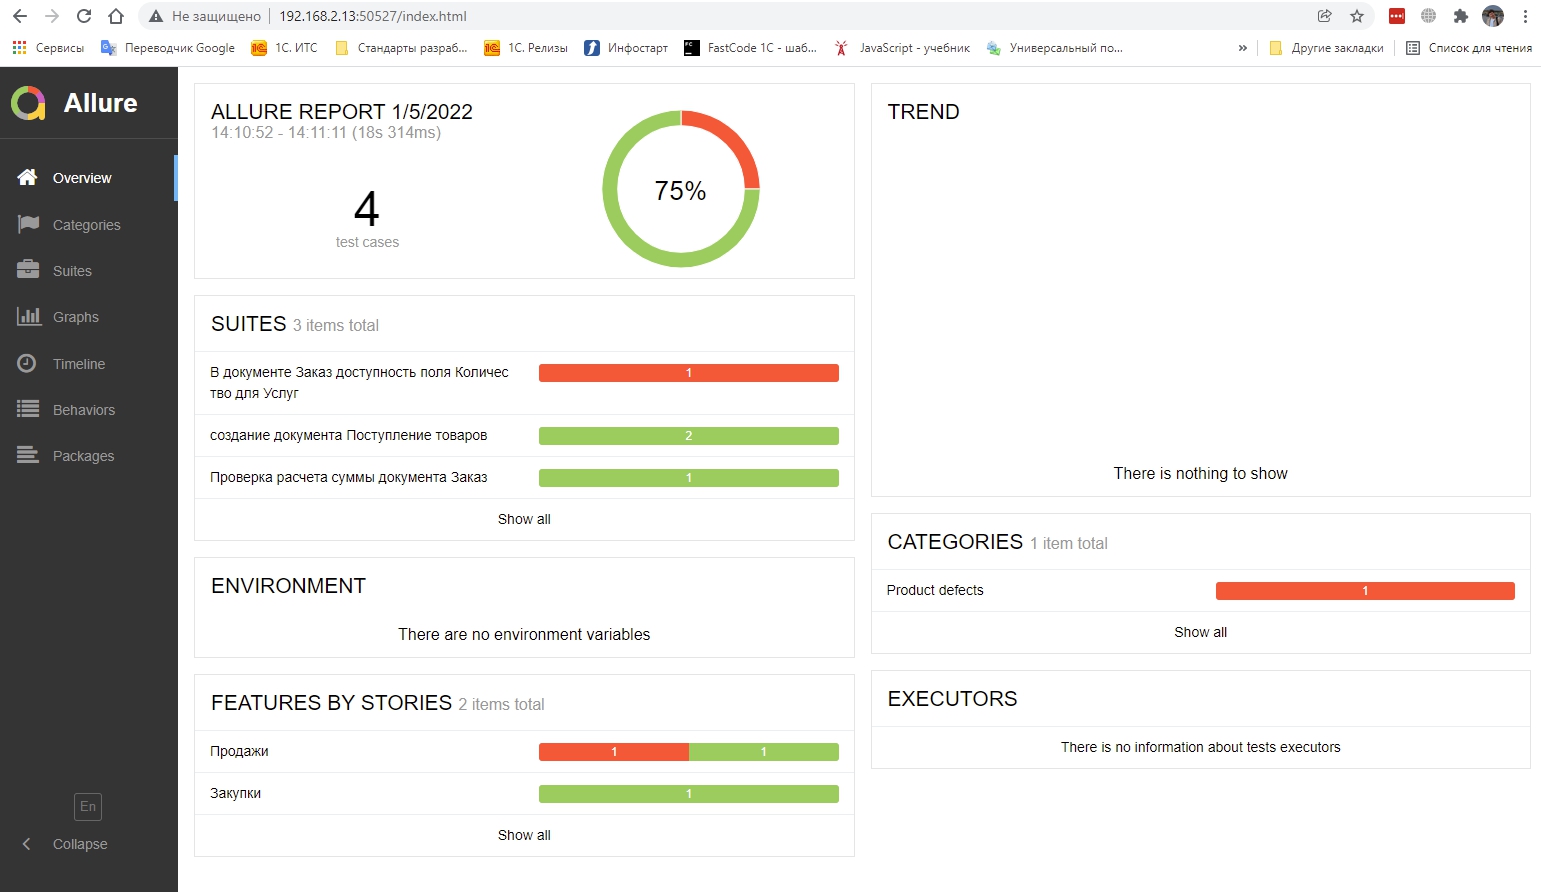 Не защищено
192.168.2.13:50527/index.html
Сервисы
Переводчик Google
1С. ИТС
Стандарты разраб...
1С. Релизы
Инфостарт
FastCode 1C - шаб...
JavaScript - учебник
Универсальный по...
»
Другие закладки
Список для чтения
Allure
Overview
Categories
Suites
Graphs
Timeline
Behaviors
Packages
En
Collapse
ALLURE REPORT 1/5/2022
14:10:52 - 14:11:11 (18s 314ms)
4
test cases
75%
SUITES 3 items total
В документе Заказ доступность поля Количес
тво для Услуг
1
создание документа Поступление товаров
2
Проверка расчета суммы документа Заказ
1
Show all
ENVIRONMENT
There are no environment variables
FEATURES BY STORIES 2 items total
Продажи
1
1
Закупки
1
Show all
TREND
There is nothing to show
CATEGORIES 1 item total
Product defects
1
Show all
EXECUTORS
There is no information about tests executors